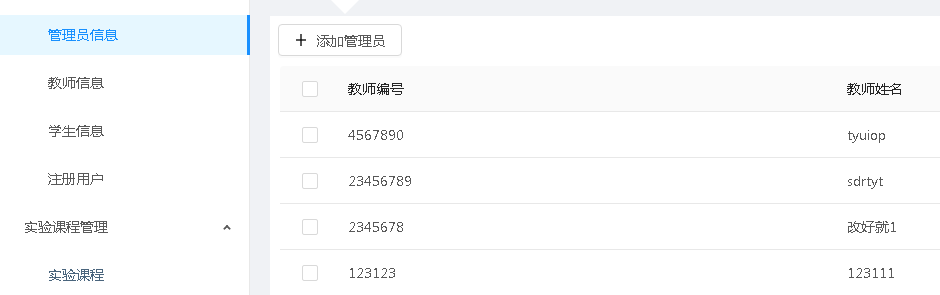 管理员信息
教师信息
学生信息
注册用户
实验课程管理
实验课程
+ 添加管理员
教师编号 教师姓名
4567890 tyuiop
23456789 sdrtyt
2345678 改好就1
123123 123111